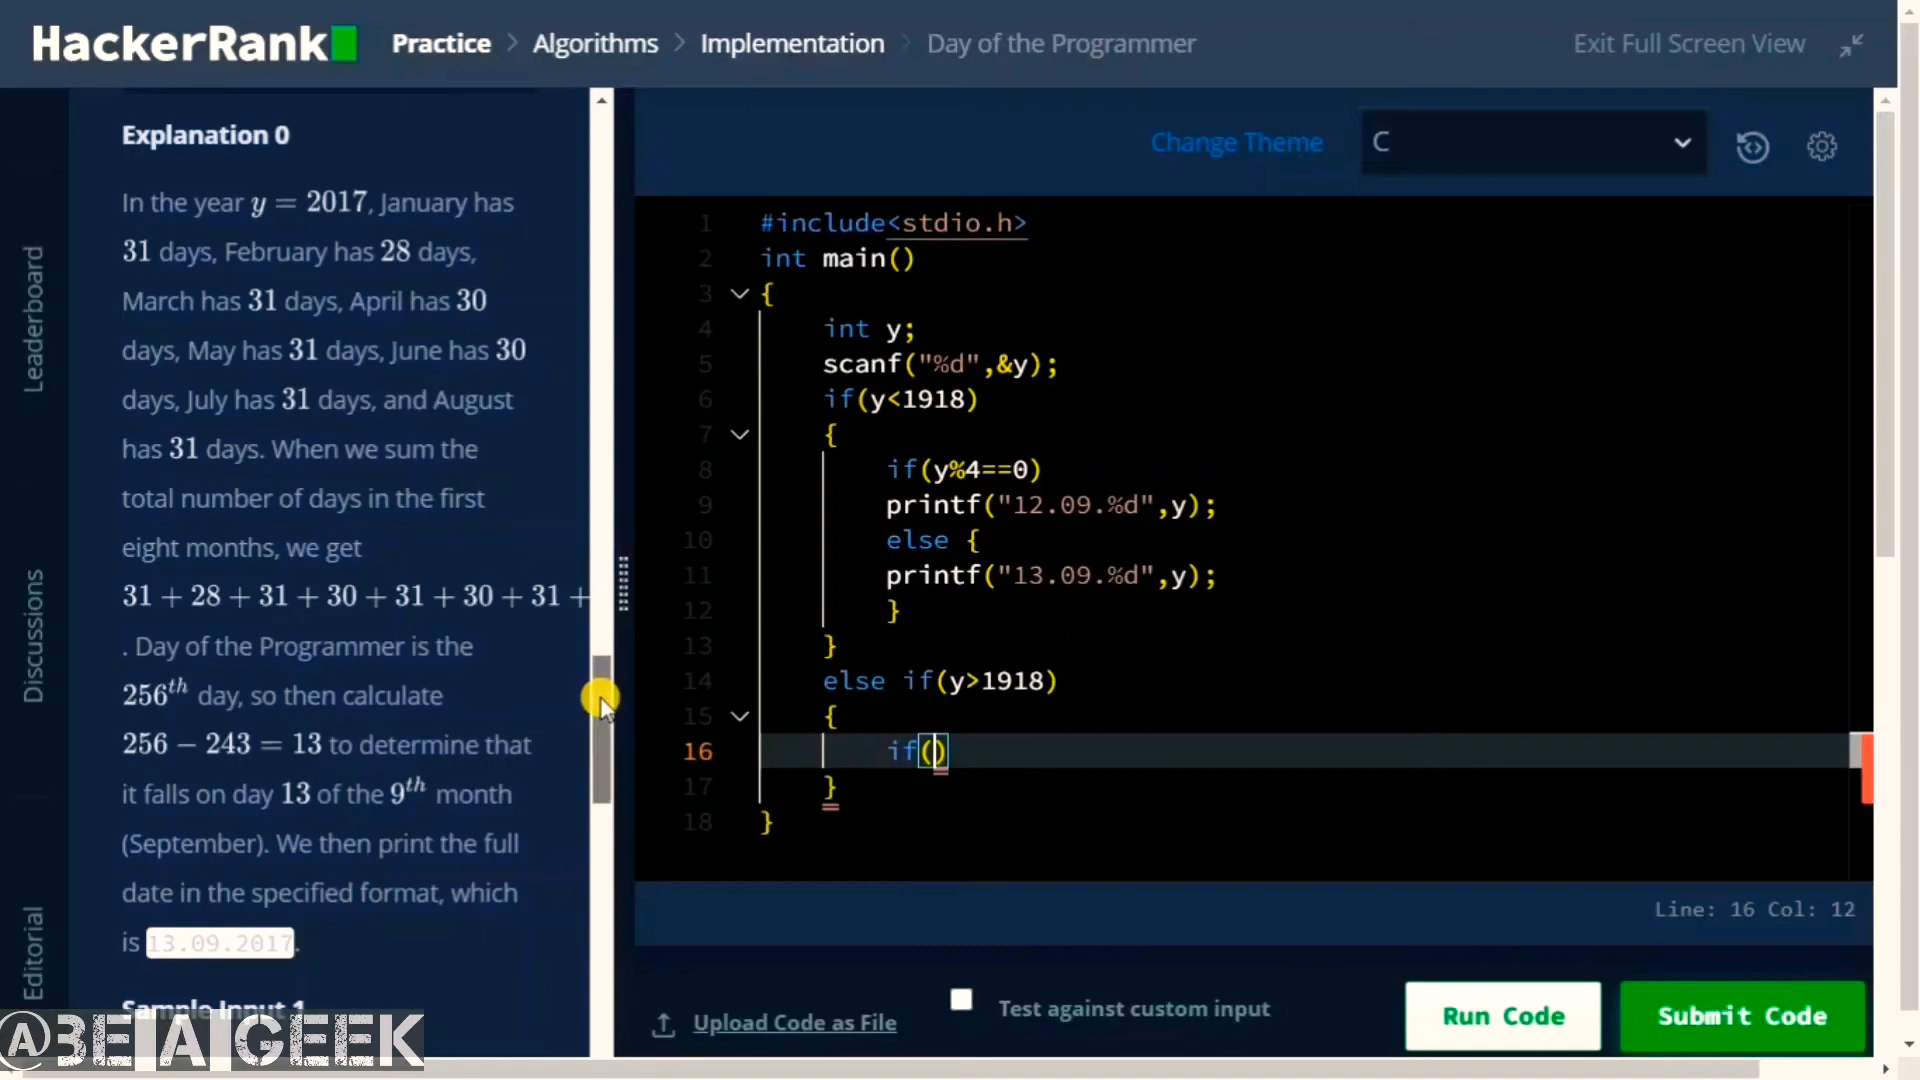 HackerRank
Practice > Algorithms > Implementation > Day of the Programmer
Exit Full Screen View
Leaderboard
Discussions
Editorial
Explanation 0
In the year y = 2017, January has
31 days, February has 28 days,
March has 31 days, April has 30
days, May has 31 days, June has 30
days, July has 31 days, and August
has 31 days. When we sum the
total number of days in the first
eight months, we get
31 + 28 + 31 + 30 + 31 + 30 + 31 +
. Day of the Programmer is the
256th day, so then calculate
256 − 243 = 13 to determine that
it falls on day 13 of the 9th month
(September). We then print the full
date in the specified format, which
is 13.09.2017.
Sample Input 1
@BE A GEEK
Change Theme
C
1 #include<stdio.h>
2 int main()
3 {
4 int y;
5 scanf("%d",&y);
6 if(y<1918)
7 {
8 if(y%4==0)
9 printf("12.09.%d",y);
10 else {
11 printf("13.09.%d",y);
12 }
13 }
14 else if(y>1918)
15 {
16 if()
17 }
18 }
Line: 16 Col: 12
Upload Code as File
Test against custom input
Run Code
Submit Code